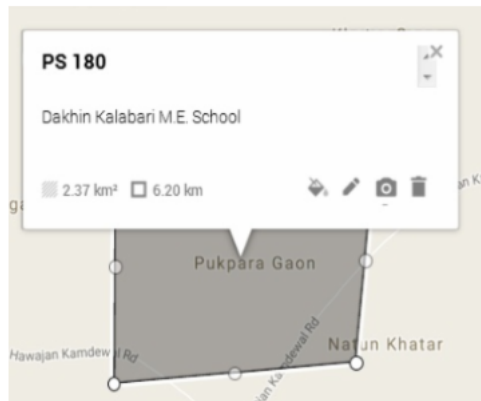 PS 180
Dakhin Kalabari M.E. School
2.37 km² 6.20 km
Pukpara Gaon
Hawajan Kamdewal Rd
Natun Khatar